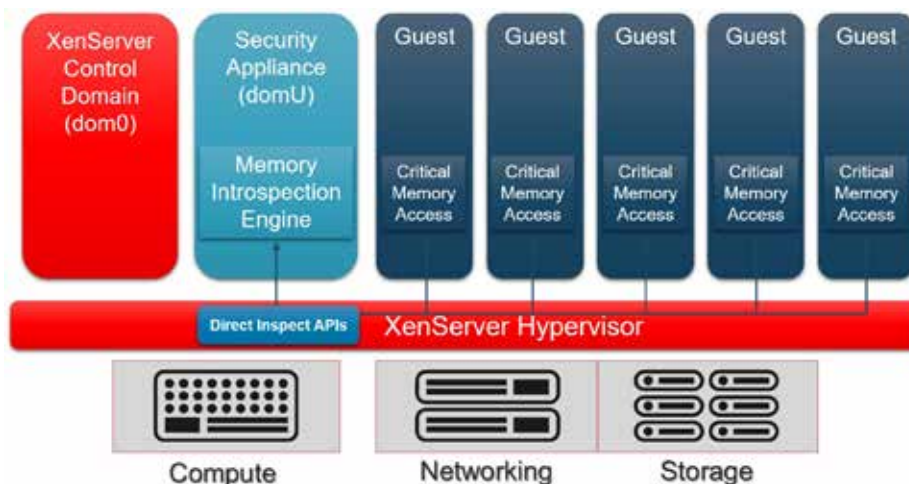 XenServer
Control
Domain
(dom0)
Security
Appliance
(domU)
Memory
Introspection
Engine
Guest
Critical
Memory
Access
Guest
Critical
Memory
Access
Guest
Critical
Memory
Access
Guest
Critical
Memory
Access
Guest
Critical
Memory
Access
Direct Inspect APIs
XenServer Hypervisor
Compute
Networking
Storage